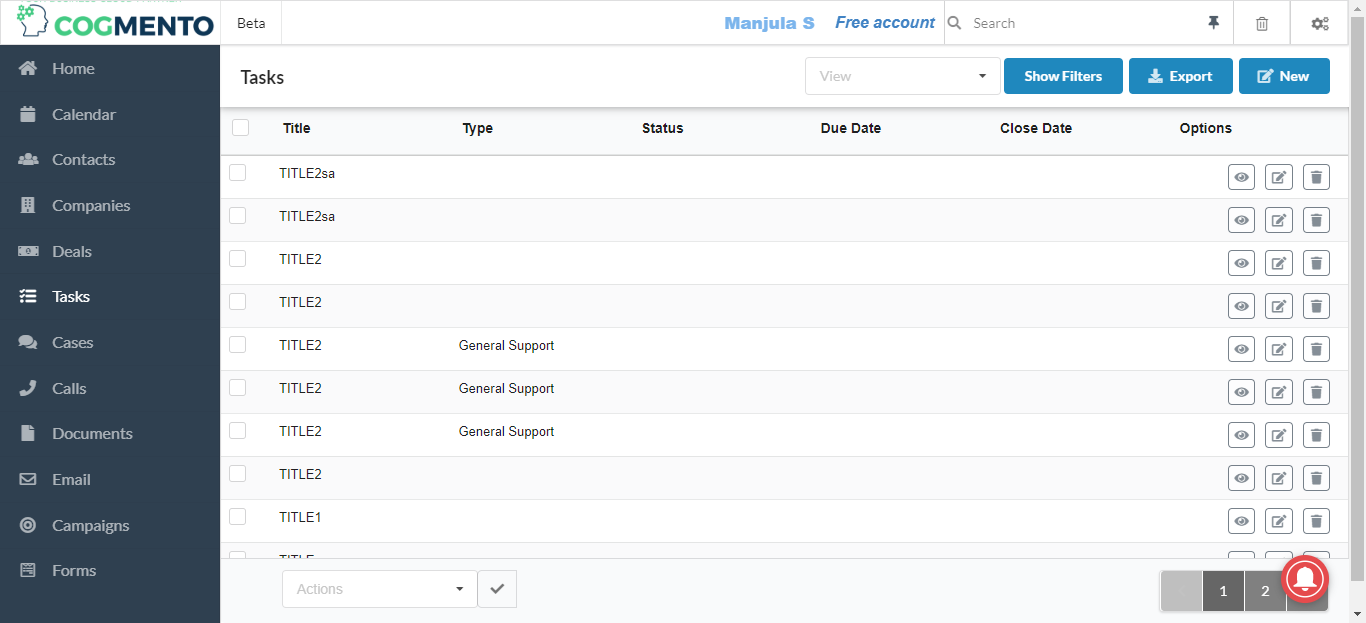 COGMENTO
Beta
Manjula S
Free account
Search
Home
Calendar
Contacts
Companies
Deals
Tasks
Cases
Calls
Documents
Email
Campaigns
Forms
Tasks
View
Show Filters
Export
New
Title Type Status Due Date Close Date Options
TITLE2sa
TITLE2sa
TITLE2
TITLE2
TITLE2 General Support
TITLE2 General Support
TITLE2 General Support
TITLE2
TITLE1
Actions
1 2